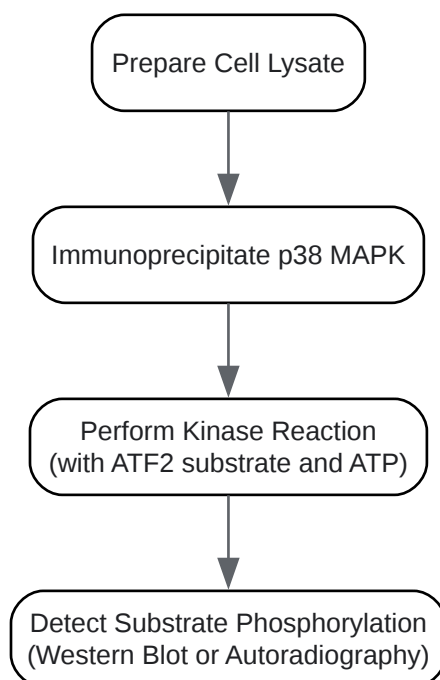 Prepare Cell Lysate
Immunoprecipitate p38 MAPK
Perform Kinase Reaction
(with ATF2 substrate and ATP)
Detect Substrate Phosphorylation
(Western Blot or Autoradiography)